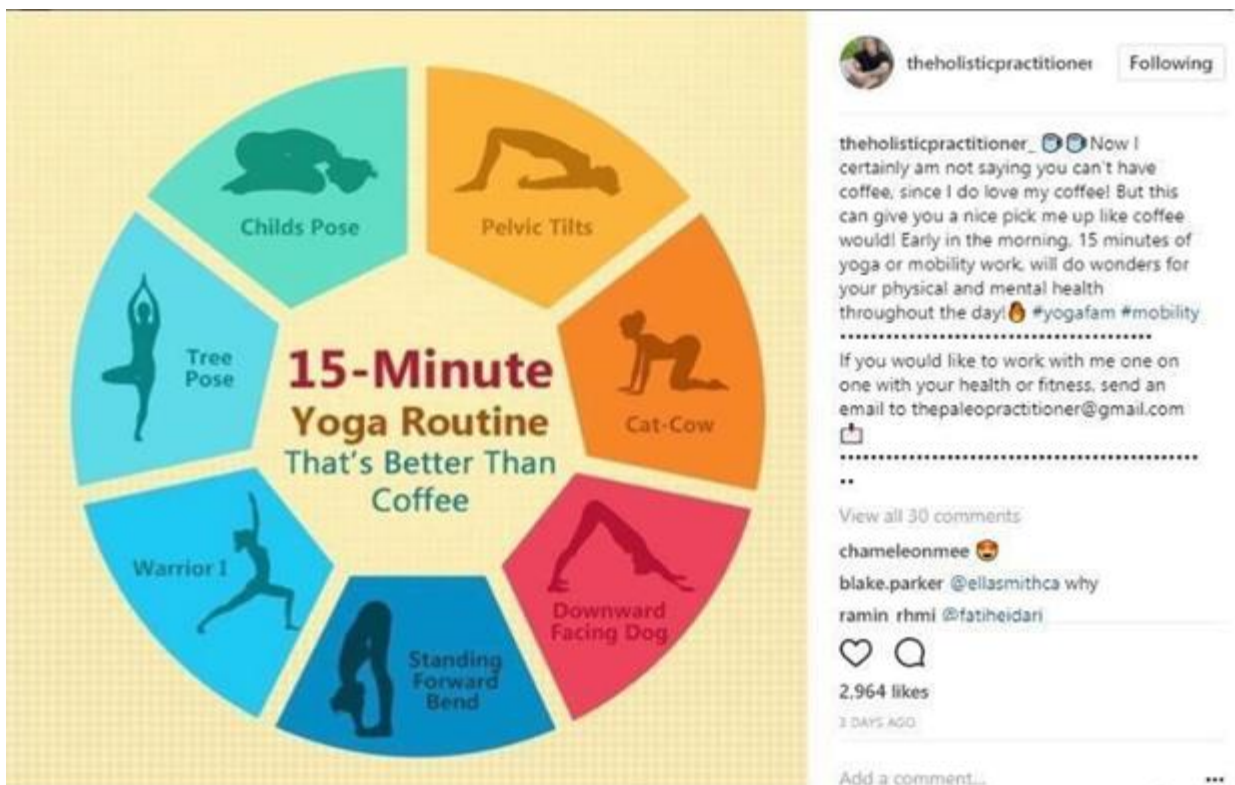 Childs Pose
Pelvic Tilts
Cat-Cow
Downward
Facing Dog
Standing
Forward
Bend
Warrior I
Tree
Pose
15-Minute
Yoga Routine
That's Better Than
Coffee
theholisticpractitioner
Following
theholisticpractitioner_ Now I
certainly am not saying you can't have
coffee, since I do love my coffee! But this
can give you a nice pick me up like coffee
would! Early in the morning, 15 minutes of
yoga or mobility work, will do wonders for
your physical and mental health
throughout the day! #yogafam #mobility
If you would like to work with me one on
one with your health or fitness, send an
email to thepaleopractitioner@gmail.com
View all 30 comments
chameleonmee
blake.parker @ellasmithca why
ramin_rhmi @fatiheidari
2,964 likes
3 DAYS AGO
Add a comment...